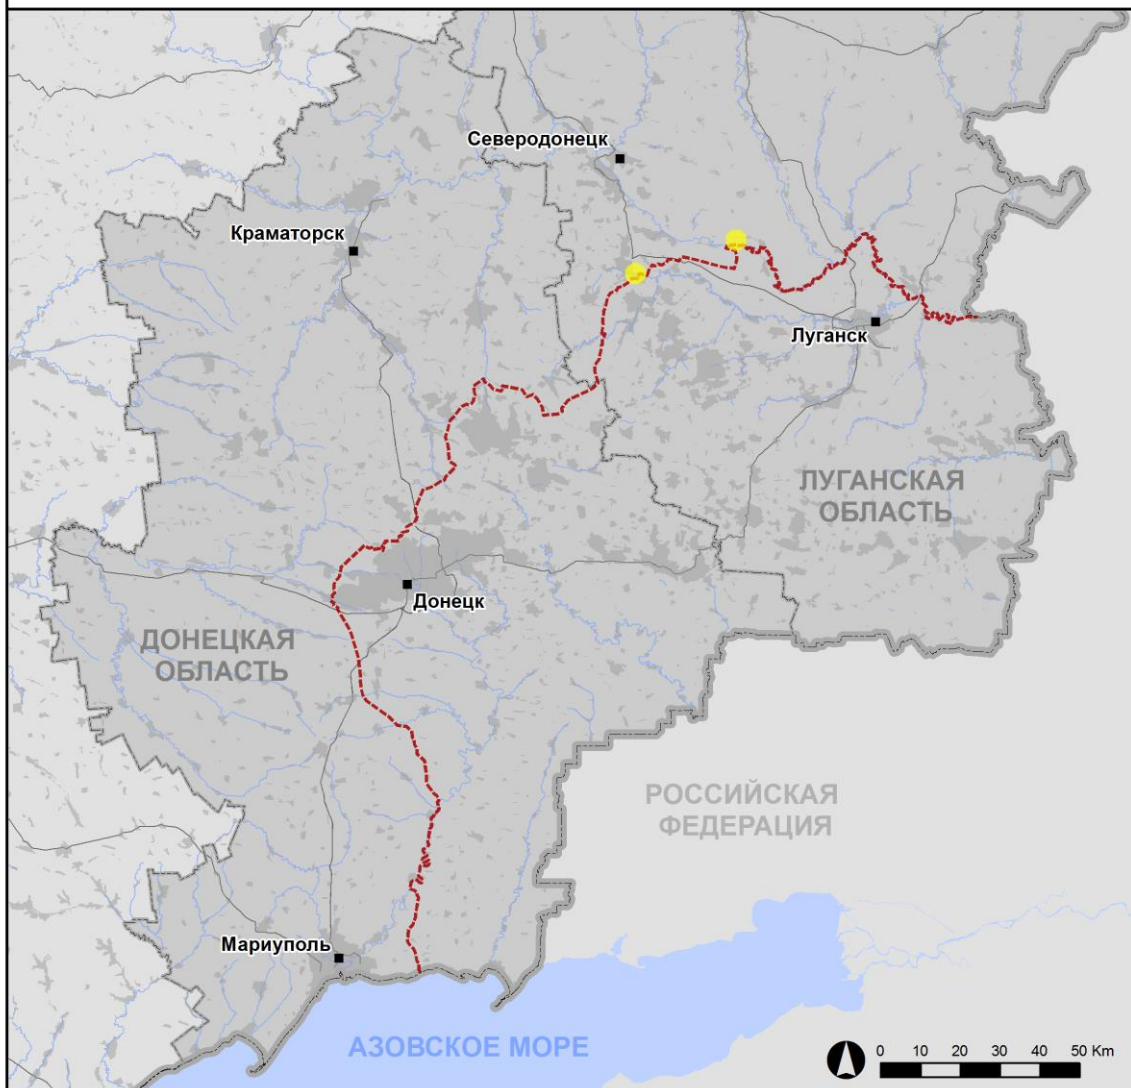 Северодонецк
Краматорск
Луганск
ЛУГАНСКАЯ
ОБЛАСТЬ
Донецк
ДОНЕЦКАЯ
ОБЛАСТЬ
РОССИЙСКАЯ
ФЕДЕРАЦИЯ
Мариуполь
АЗОВСКОЕ МОРЕ
0 10 20 30 40 50 Km